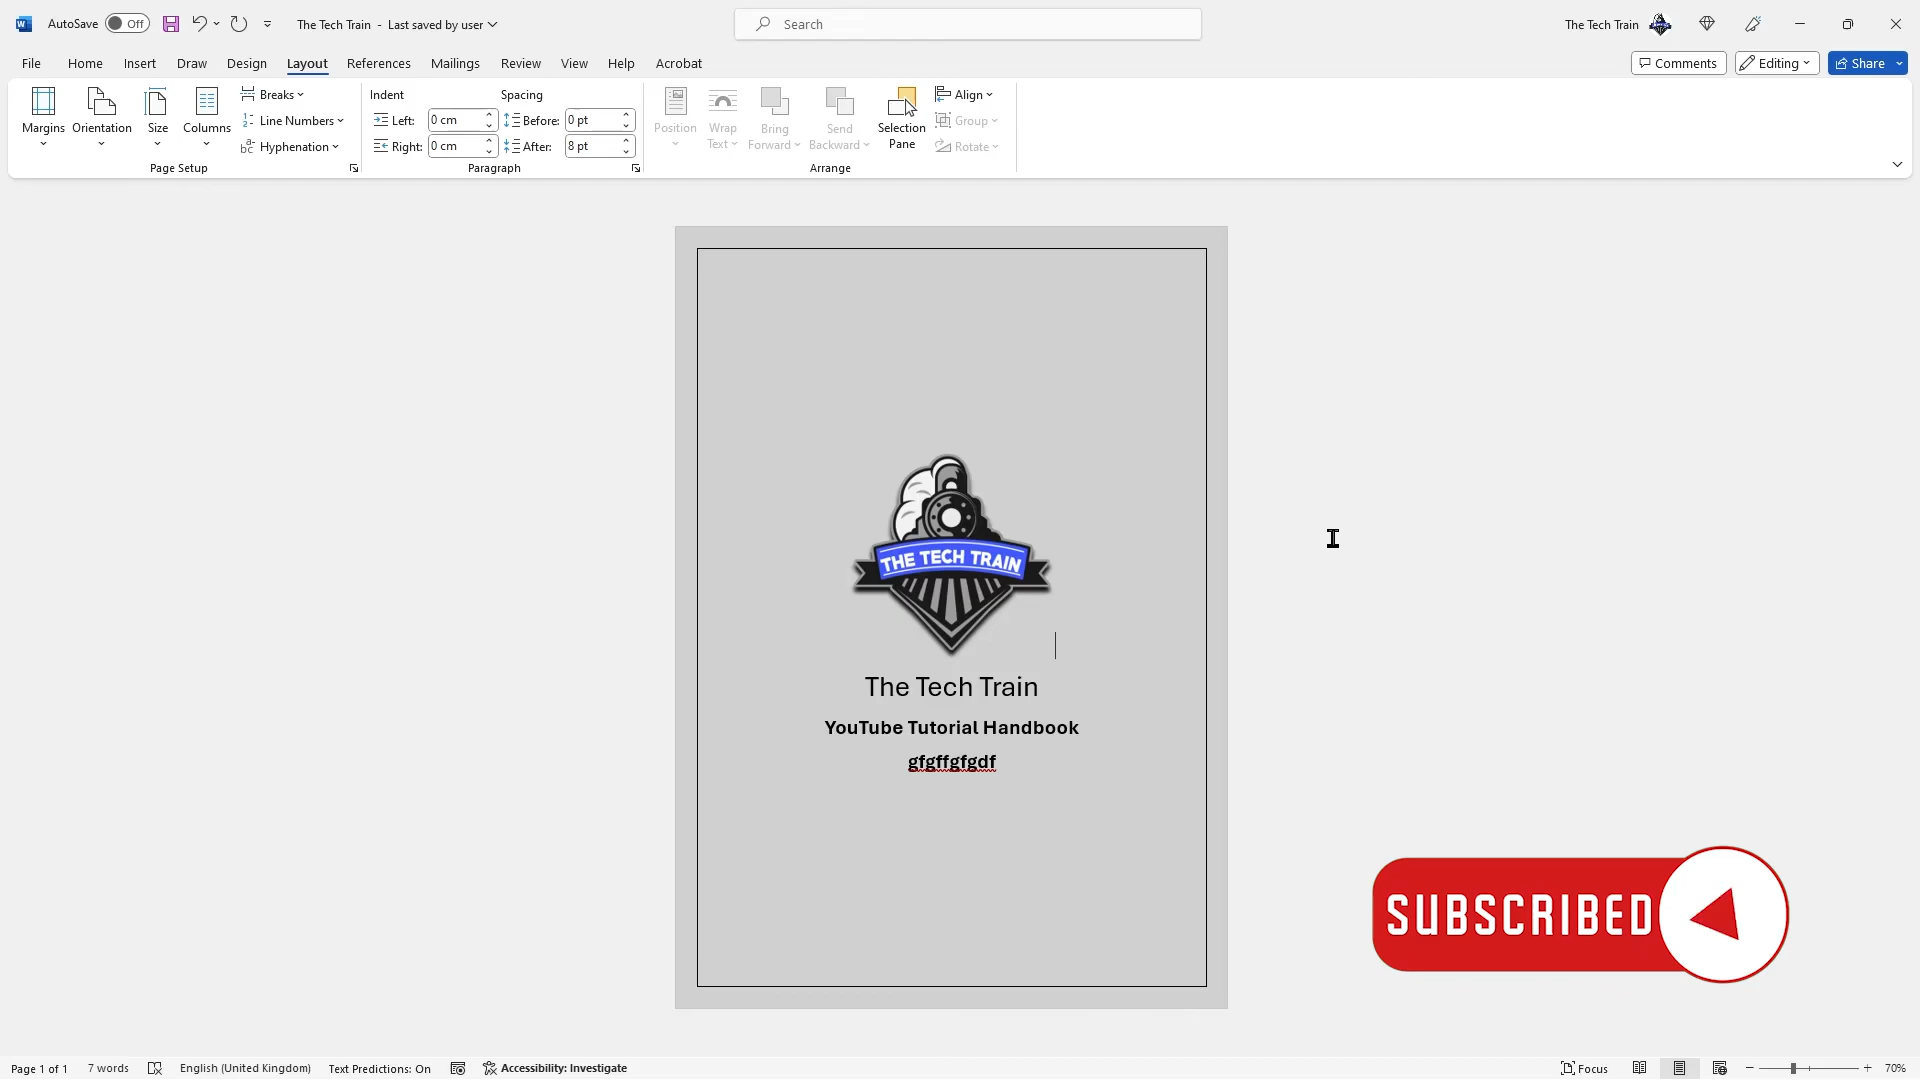 AutoSave Off The Tech Train - Last saved by user Search The Tech Train
File Home Insert Draw Design Layout References Mailings Review View Help Acrobat Comments Editing Share
Margins Orientation Size Columns
Breaks
Line Numbers
Hyphenation
Page Setup
Indent Spacing
Left: 0 cm Before: 0 pt
Right: 0 cm After: 8 pt
Paragraph
Position
Wrap Text
Bring Forward
Send Backward
Selection Pane
Align
Group
Rotate
Arrange
THE TECH TRAIN
The Tech Train
YouTube Tutorial Handbook
gfgffgfgdf
SUBSCRIBED
Page 1 of 1 7 words English (United Kingdom) Text Predictions: On Accessibility: Investigate Focus 70%